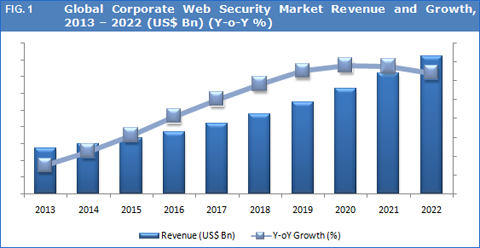 FIG. 1
Global Corporate Web Security Market Revenue and Growth,
2013 – 2022 (US$ Bn) (Y-o-Y %)
2013 2014 2015 2016 2017 2018 2019 2020 2021 2022
Revenue (US$ Bn) Y-oY Growth (%)